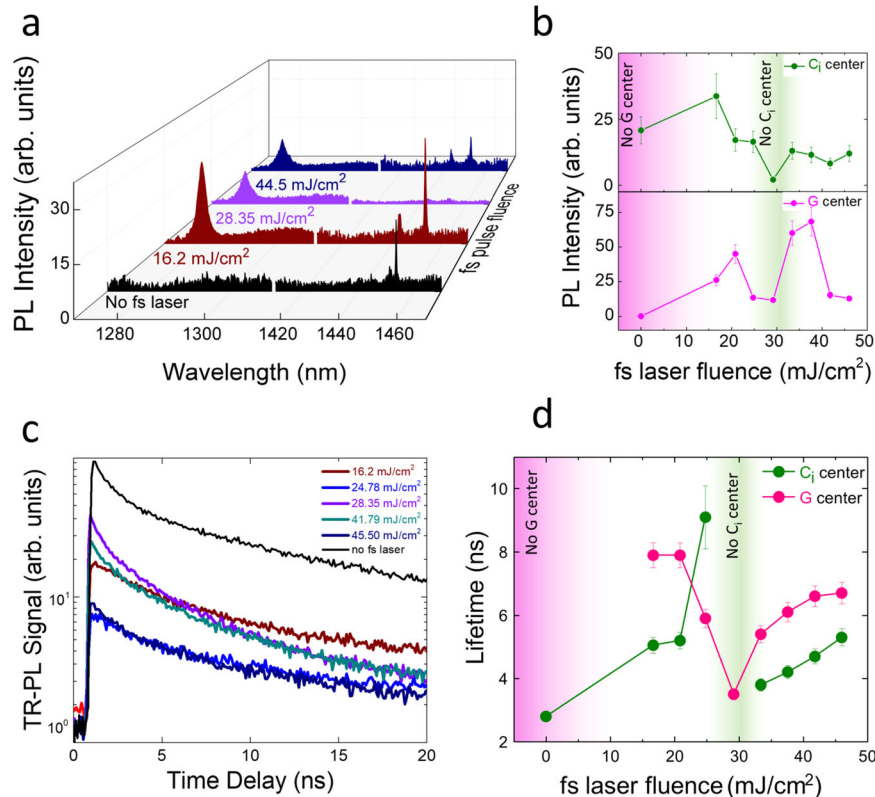 a
PL Intensity (arb. units)
30
15
0
44.5 mJ/cm²
28.35 mJ/cm²
16.2 mJ/cm²
No fs laser
fs pulse fluence
1280
1300
1420
1440
1460
Wavelength (nm)
b
PL Intensity (arb. units)
50
25
0
No G center
No Cᵢ center
Cᵢ center
75
50
25
0
G center
0
10
20
30
40
50
fs laser fluence (mJ/cm²)
c
TR-PL Signal (arb. units)
10¹
10⁰
16.2 mJ/cm²
24.78 mJ/cm²
28.35 mJ/cm²
41.79 mJ/cm²
45.50 mJ/cm²
no fs laser
0
5
10
15
20
Time Delay (ns)
d
Lifetime (ns)
10
8
6
4
2
No G center
No Cᵢ center
Cᵢ center
G center
0
10
20
30
40
50
fs laser fluence (mJ/cm²)